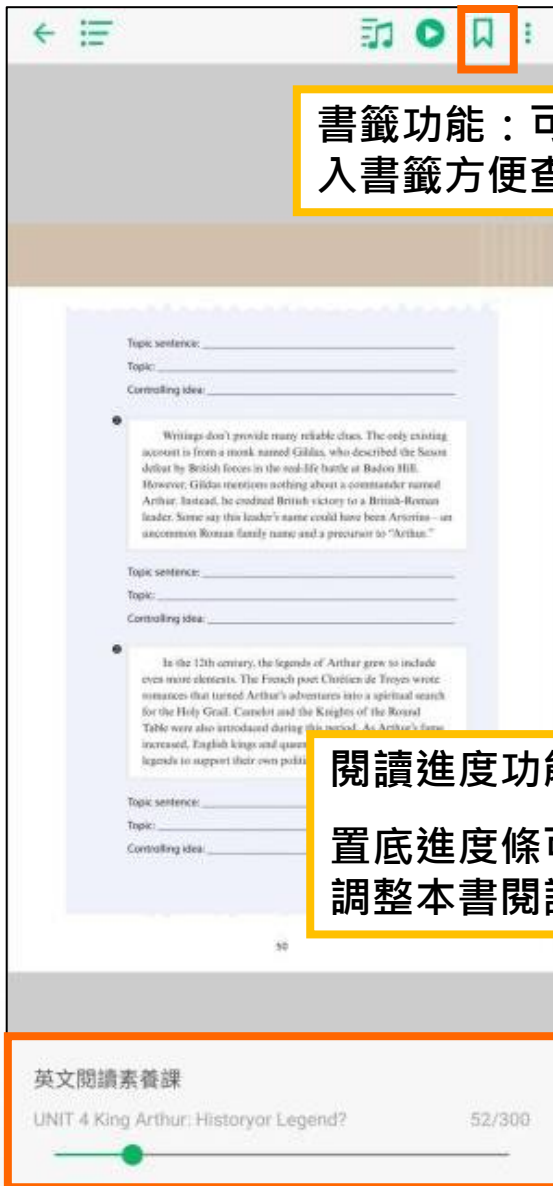 書籤功能：可
入書籤方便查
Topic sentence:
Topic:
Controlling idea:
Writings don't provide many reliable clues. The only existing
account is from a monk named Gildas, who described the Saxon
defeat by British forces in the real-life battle at Badon Hill.
However, Gildas mentions nothing about a commander named
Arthur. Instead, he credited British victory to a British-Roman
leader. Some say this leader's name could have been Artorius—an
uncommon Roman family name and a precursor to "Arthur."
Topic sentence:
Topic:
Controlling idea:
In the 12th century, the legends of Arthur grew to include
even more elements. The French poet Chrétien de Troyes wrote
romances that turned Arthur's adventures into a spiritual search
for the Holy Grail. Camelot and the Knights of the Round
Table were also introduced during this period. As Arthur's fame
increased, English kings and
legends to support their own
閱讀進度功
置底進度條
調整本書閱
Topic sentence:
Topic:
Controlling idea:
50
英文閱讀素養課
UNIT 4 King Arthur: Historyor Legend?
52/300